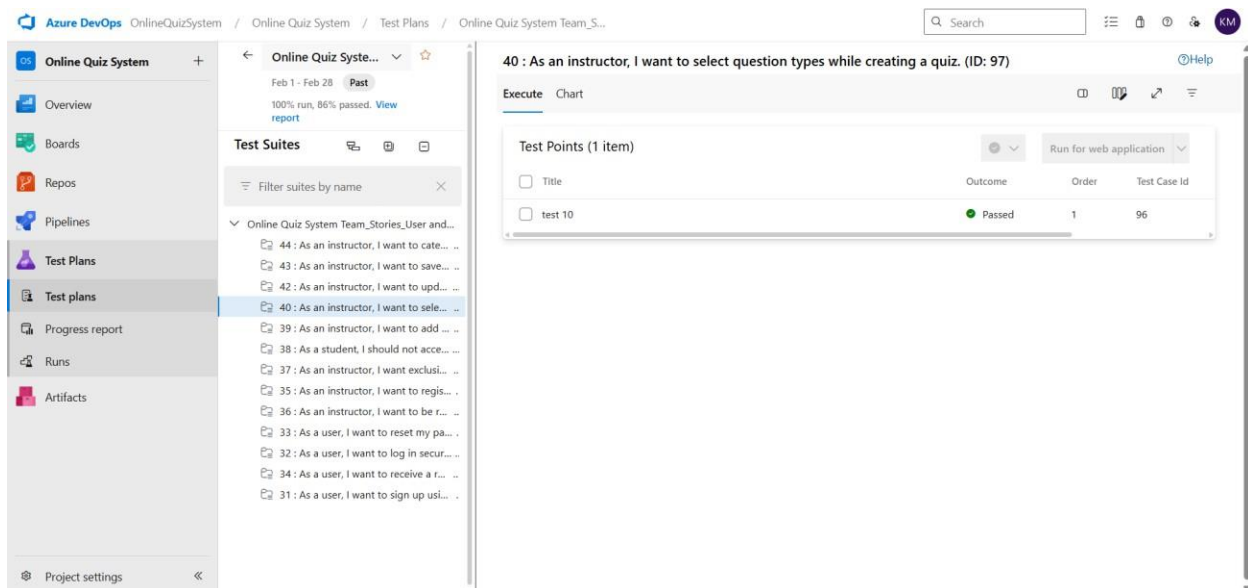 Azure DevOps OnlineQuizSystem / Online Quiz System / Test Plans / Online Quiz System Team_S...
Search
KM
OS Online Quiz System +
Overview
Boards
Repos
Pipelines
Test Plans
Test plans
Progress report
Runs
Artifacts
Project settings
Online Quiz Syste...
Feb 1 - Feb 28 Past
100% run, 86% passed. View
report
Test Suites
Filter suites by name
Online Quiz System Team_Stories_User and...
44 : As an instructor, I want to cate... ..
43 : As an instructor, I want to save... ..
42 : As an instructor, I want to upd... ...
40 : As an instructor, I want to sele... ..
39 : As an instructor, I want to add ... ..
38 : As a student, I should not acce... ...
37 : As an instructor, I want exclusi... ..
35 : As an instructor, I want to regis... .
36 : As an instructor, I want to be r... ..
33 : As a user, I want to reset my pa... .
32 : As a user, I want to log in secur... ..
34 : As a user, I want to receive a r... ..
31 : As a user, I want to sign up usi... .
40 : As an instructor, I want to select question types while creating a quiz. (ID: 97)
Help
Execute Chart
Test Points (1 item)
Run for web application
Title Outcome Order Test Case Id
test 10 Passed 1 96